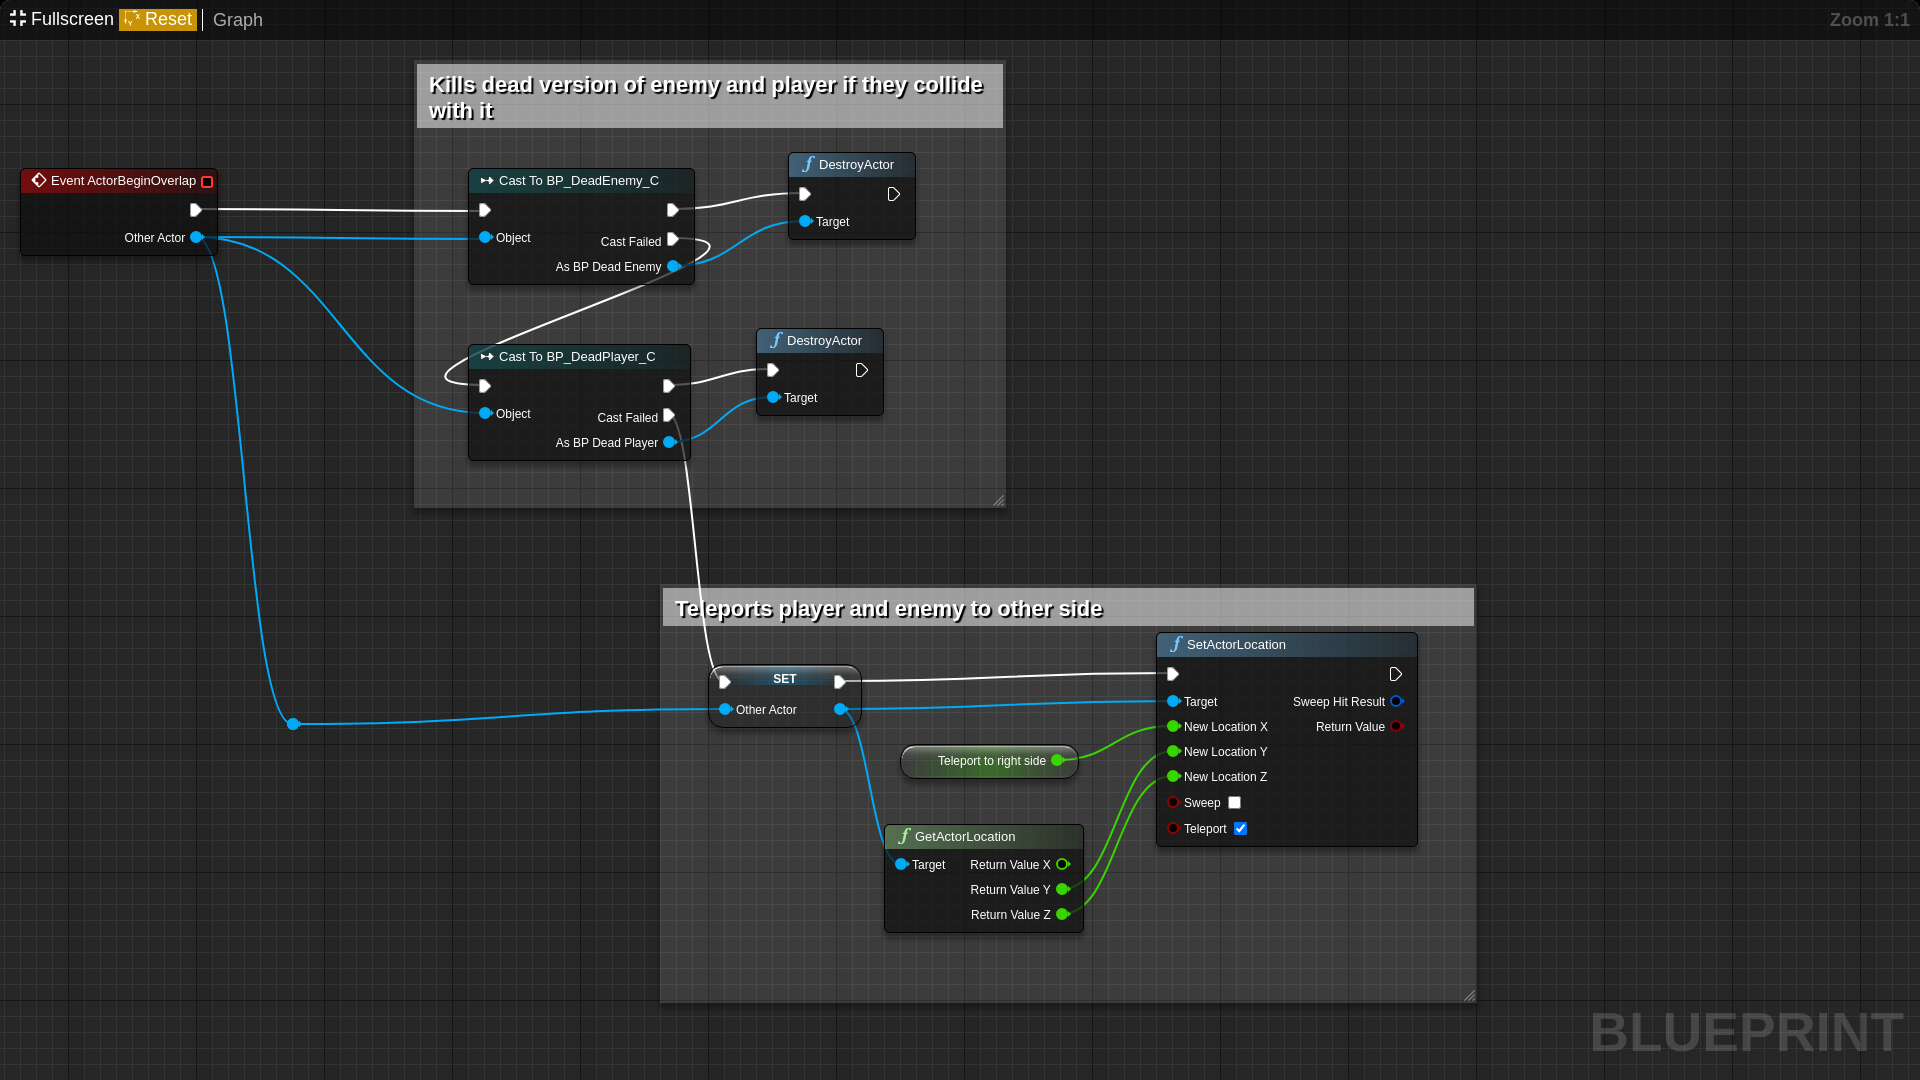 Fullscreen Reset Graph
Zoom 1:1
Kills dead version of enemy and player if they collide
with it
Event ActorBeginOverlap
Other Actor
Cast To BP_DeadEnemy_C
Object
Cast Failed
As BP Dead Enemy
DestroyActor
Target
Cast To BP_DeadPlayer_C
Object
Cast Failed
As BP Dead Player
DestroyActor
Target
Teleports player and enemy to other side
SET
Other Actor
Teleport to right side
GetActorLocation
Target
Return Value X
Return Value Y
Return Value Z
SetActorLocation
Target
Sweep Hit Result
New Location X
Return Value
New Location Y
New Location Z
Sweep
Teleport
BLUEPRINT